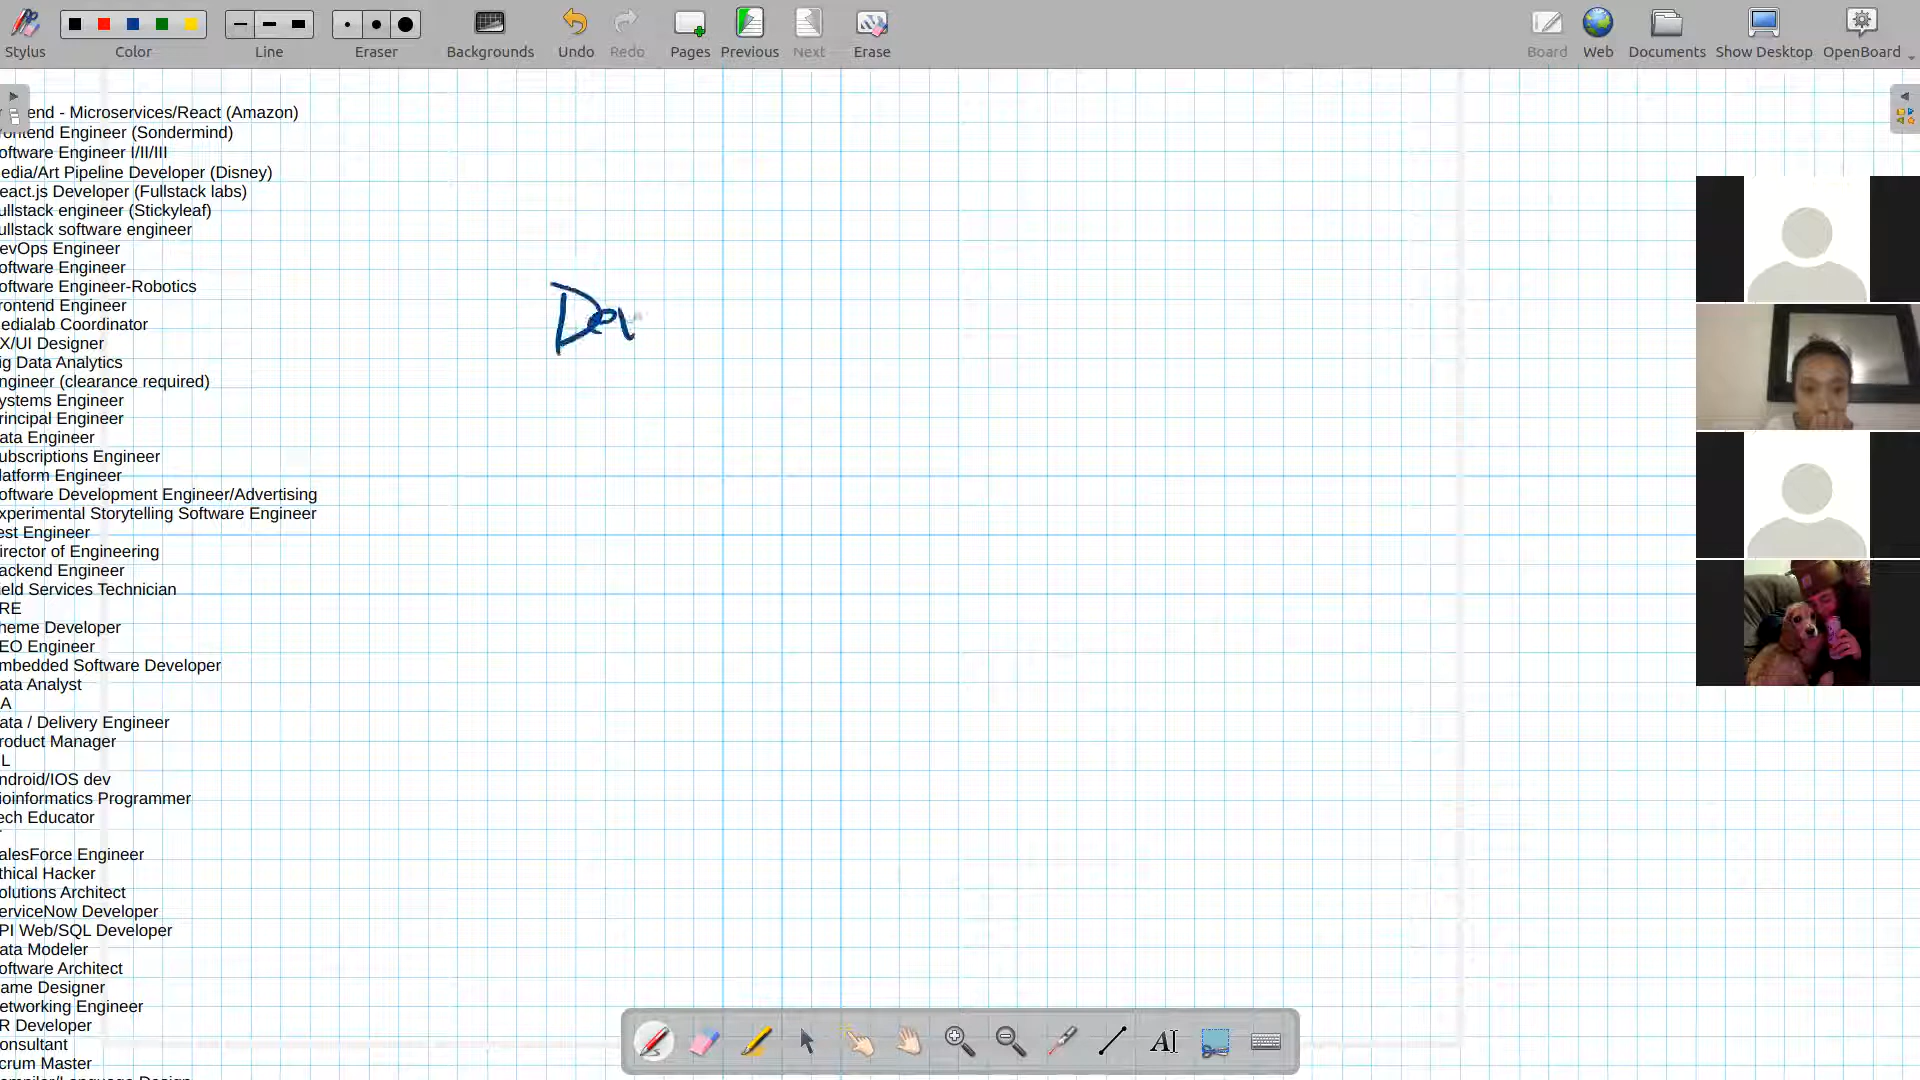 Stylus
Color
Line
Eraser
Backgrounds
Undo
Redo
Pages
Previous
Next
Erase
Board
Web
Documents
Show Desktop
OpenBoard
end - Microservices/React (Amazon)
rontend Engineer (Sondermind)
oftware Engineer I/II/III
edia/Art Pipeline Developer (Disney)
eact.js Developer (Fullstack labs)
ullstack engineer (Stickyleaf)
ullstack software engineer
evOps Engineer
oftware Engineer
oftware Engineer-Robotics
rontend Engineer
edialab Coordinator
X/UI Designer
ig Data Analytics
ngineer (clearance required)
ystems Engineer
rincipal Engineer
ata Engineer
ubscriptions Engineer
latform Engineer
oftware Development Engineer/Advertising
xperimental Storytelling Software Engineer
est Engineer
irector of Engineering
ackend Engineer
ield Services Technician
RE
heme Developer
EO Engineer
mbedded Software Developer
ata Analyst
A
ata / Delivery Engineer
roduct Manager
L
ndroid/IOS dev
ioinformatics Programmer
ech Educator
alesForce Engineer
thical Hacker
olutions Architect
erviceNow Developer
PI Web/SQL Developer
ata Modeler
oftware Architect
ame Designer
etworking Engineer
R Developer
onsultant
crum Master
Dev